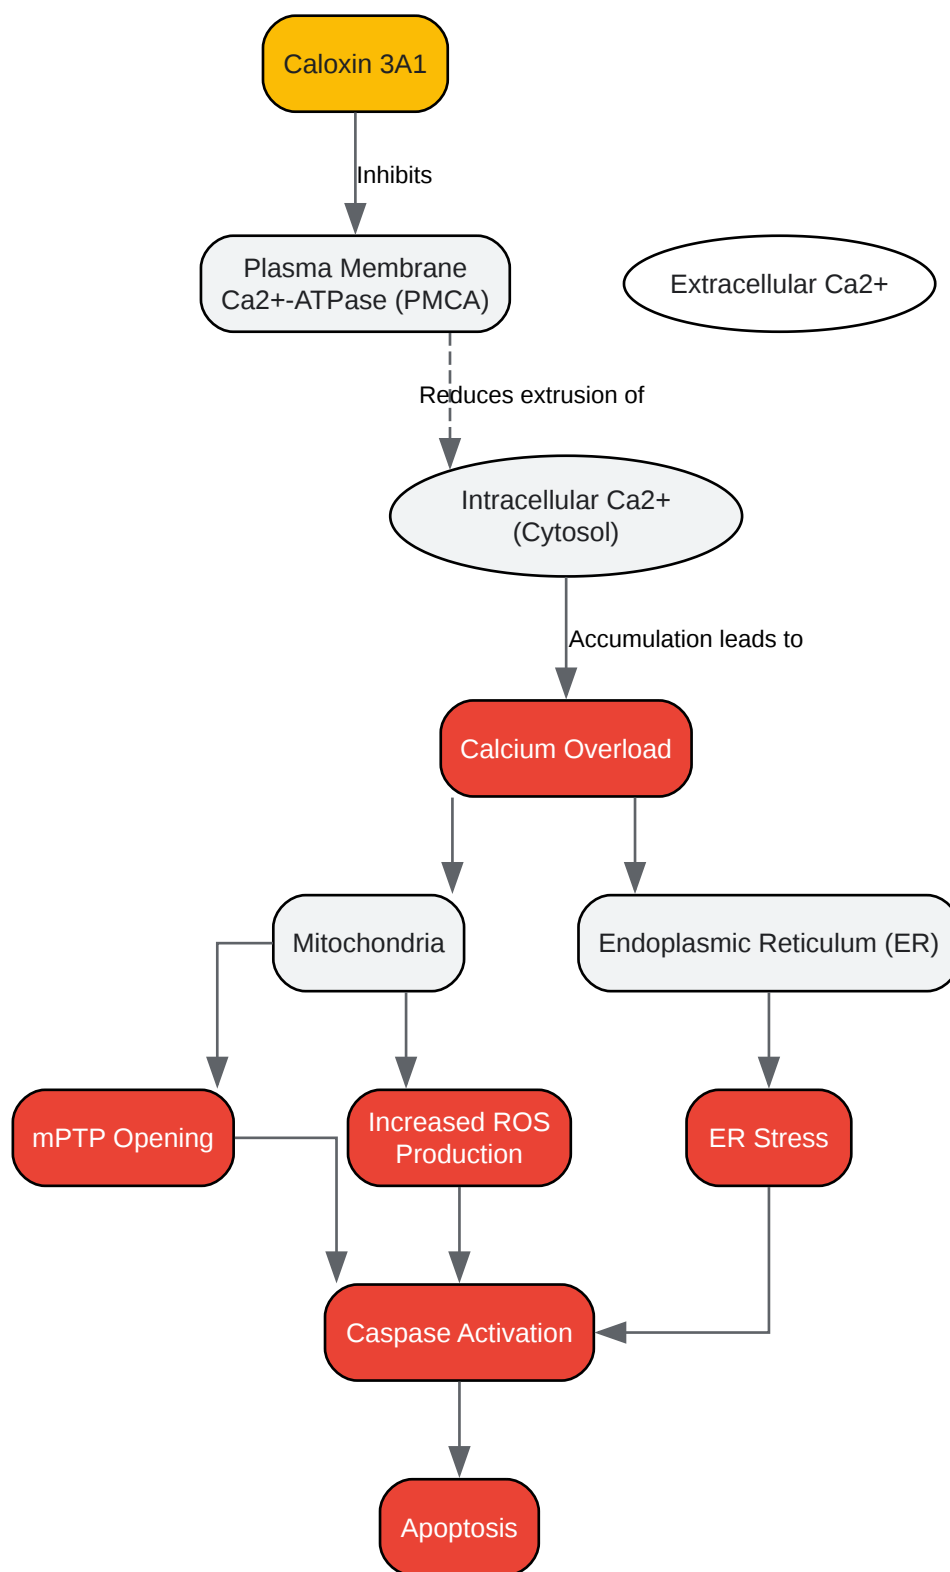 Caloxin 3A1
Inhibits
Plasma Membrane
Ca2+-ATPase (PMCA)
Extracellular Ca2+
Reduces extrusion of
Intracellular Ca2+
(Cytosol)
Accumulation leads to
Calcium Overload
Mitochondria
Endoplasmic Reticulum (ER)
mPTP Opening
Increased ROS
Production
ER Stress
Caspase Activation
Apoptosis